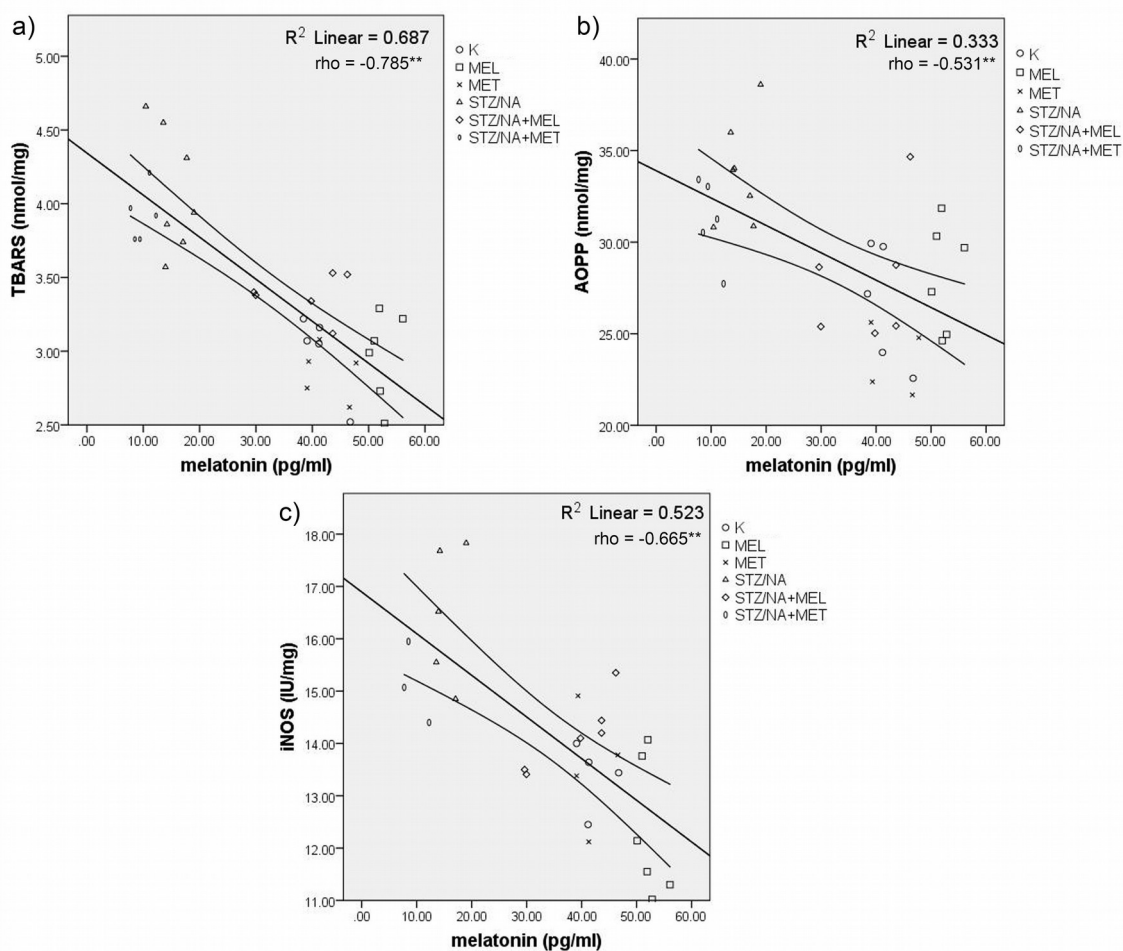 a)
R² Linear = 0.687
rho = -0.785**
K
MEL
MET
STZ/NA
STZ/NA+MEL
STZ/NA+MET
5.00
4.50
4.00
3.50
3.00
2.50
TBARS (nmol/mg)
.00 10.00 20.00 30.00 40.00 50.00 60.00
melatonin (pg/ml)
b)
R² Linear = 0.333
rho = -0.531**
K
MEL
MET
STZ/NA
STZ/NA+MEL
STZ/NA+MET
40.00
35.00
30.00
25.00
20.00
AOPP (nmol/mg)
.00 10.00 20.00 30.00 40.00 50.00 60.00
melatonin (pg/ml)
c)
R² Linear = 0.523
rho = -0.665**
K
MEL
MET
STZ/NA
STZ/NA+MEL
STZ/NA+MET
18.00
17.00
16.00
15.00
14.00
13.00
12.00
11.00
iNOS (IU/mg)
.00 10.00 20.00 30.00 40.00 50.00 60.00
melatonin (pg/ml)